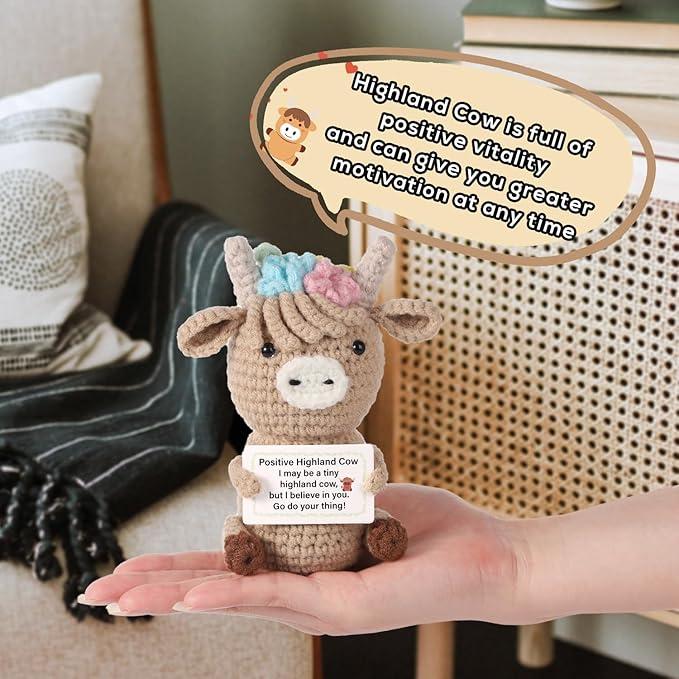 Highland Cow is full of
positive vitality
and can give you greater
motivation at any time
Positive Highland Cow
I may be a tiny
highland cow,
but I believe in you.
Go do your thing!